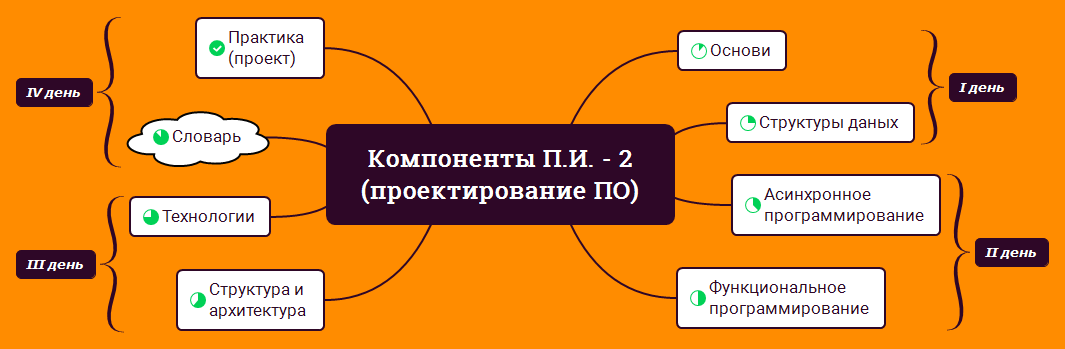 Компоненты П.И. - 2
(проектирование ПО)
Основи
Структуры даных
I день
Асинхронное
программирование
Функциональное
программирование
II день
Структура и
архитектура
Технологии
III день
Словарь
Практика
(проект)
IV день